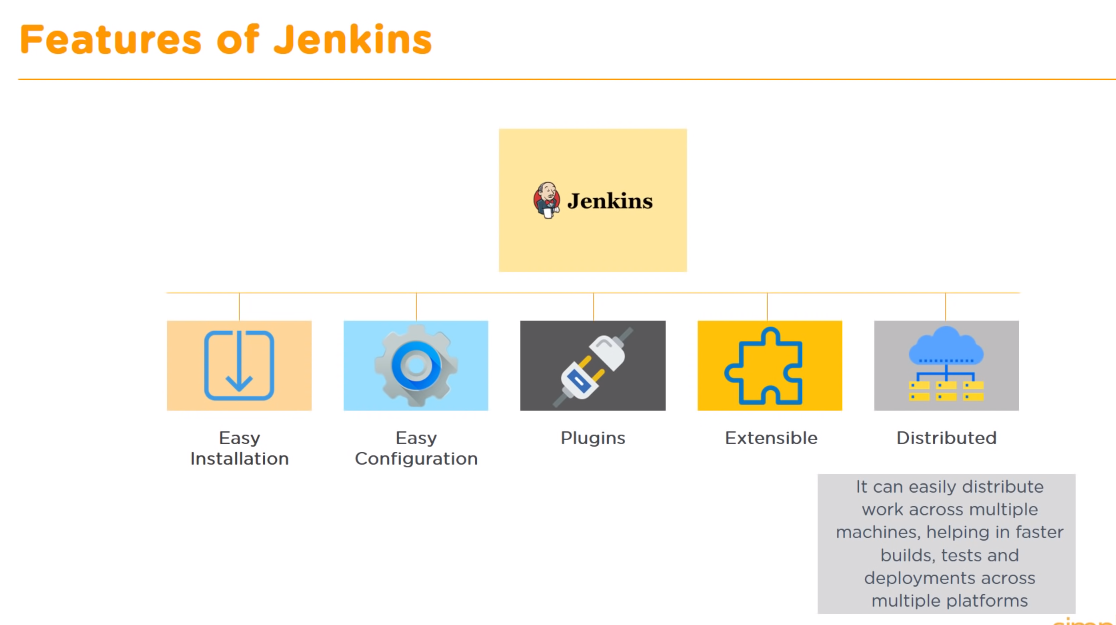 Features of Jenkins
Jenkins
Easy
Installation
Easy
Configuration
Plugins
Extensible
Distributed
It can easily distribute
work across multiple
machines, helping in faster
builds, tests and
deployments across
multiple platforms